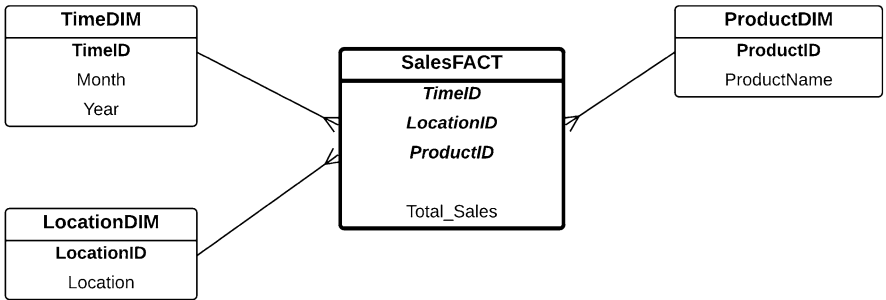 TimeDIM
TimeID
Month
Year
SalesFACT
TimeID
LocationID
ProductID
Total_Sales
ProductDIM
ProductID
ProductName
LocationDIM
LocationID
Location